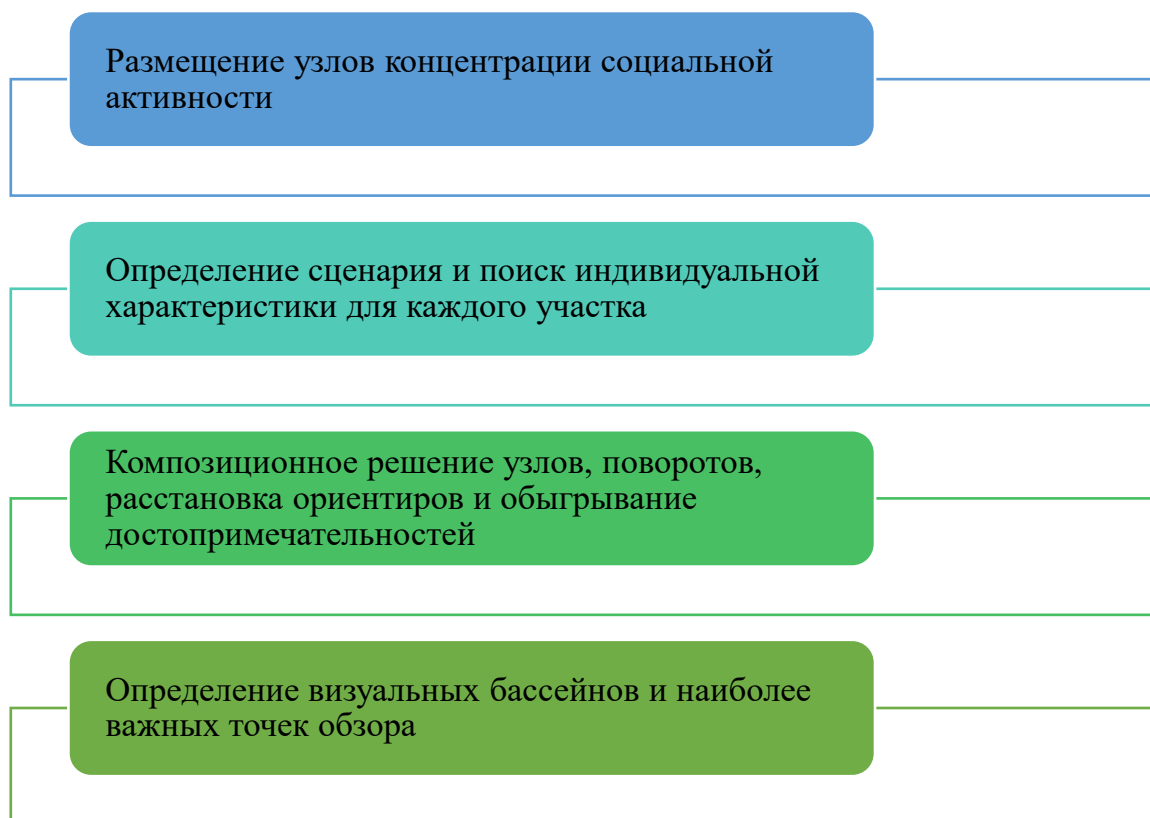 Размещение узлов концентрации социальной
активности
Определение сценария и поиск индивидуальной
характеристики для каждого участка
Композиционное решение узлов, поворотов,
расстановка ориентиров и обыгрывание
достопримечательностей
Определение визуальных бассейнов и наиболее
важных точек обзора